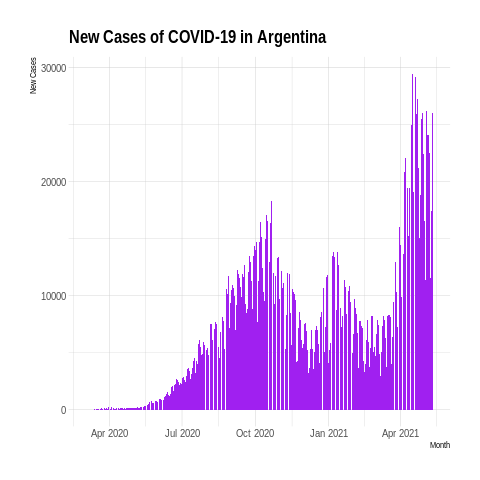 New Cases of COVID-19 in Argentina
New Cases
30000
20000
10000
0
Apr 2020 Jul 2020 Oct 2020 Jan 2021 Apr 2021
Month